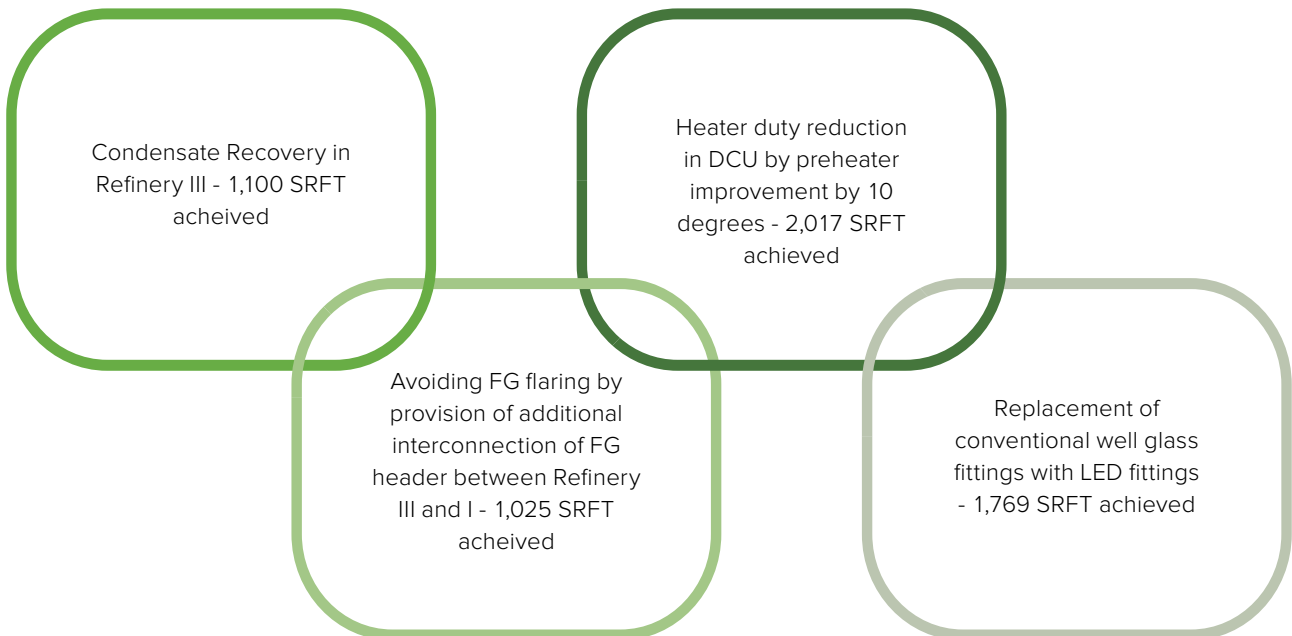 Condensate Recovery in
Refinery III - 1,100 SRFT
acheived
Avoiding FG flaring by
provision of additional
interconnection of FG
header between Refinery
III and I - 1,025 SRFT
acheived
Heater duty reduction
in DCU by preheater
improvement by 10
degrees - 2,017 SRFT
achieved
Replacement of
conventional well glass
fittings with LED fittings
- 1,769 SRFT achieved